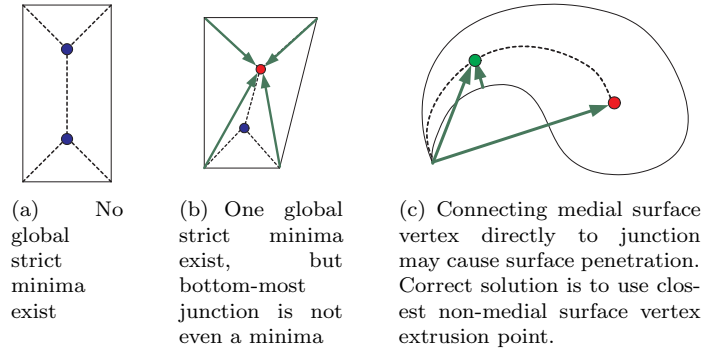 (a) No
global
strict
minima
exist
(b) One global
strict minima
exist, but
bottom-most
junction is not
even a minima
(c) Connecting medial surface
vertex directly to junction
may cause surface penetration.
Correct solution is to use clos-
est non-medial surface vertex
extrusion point.